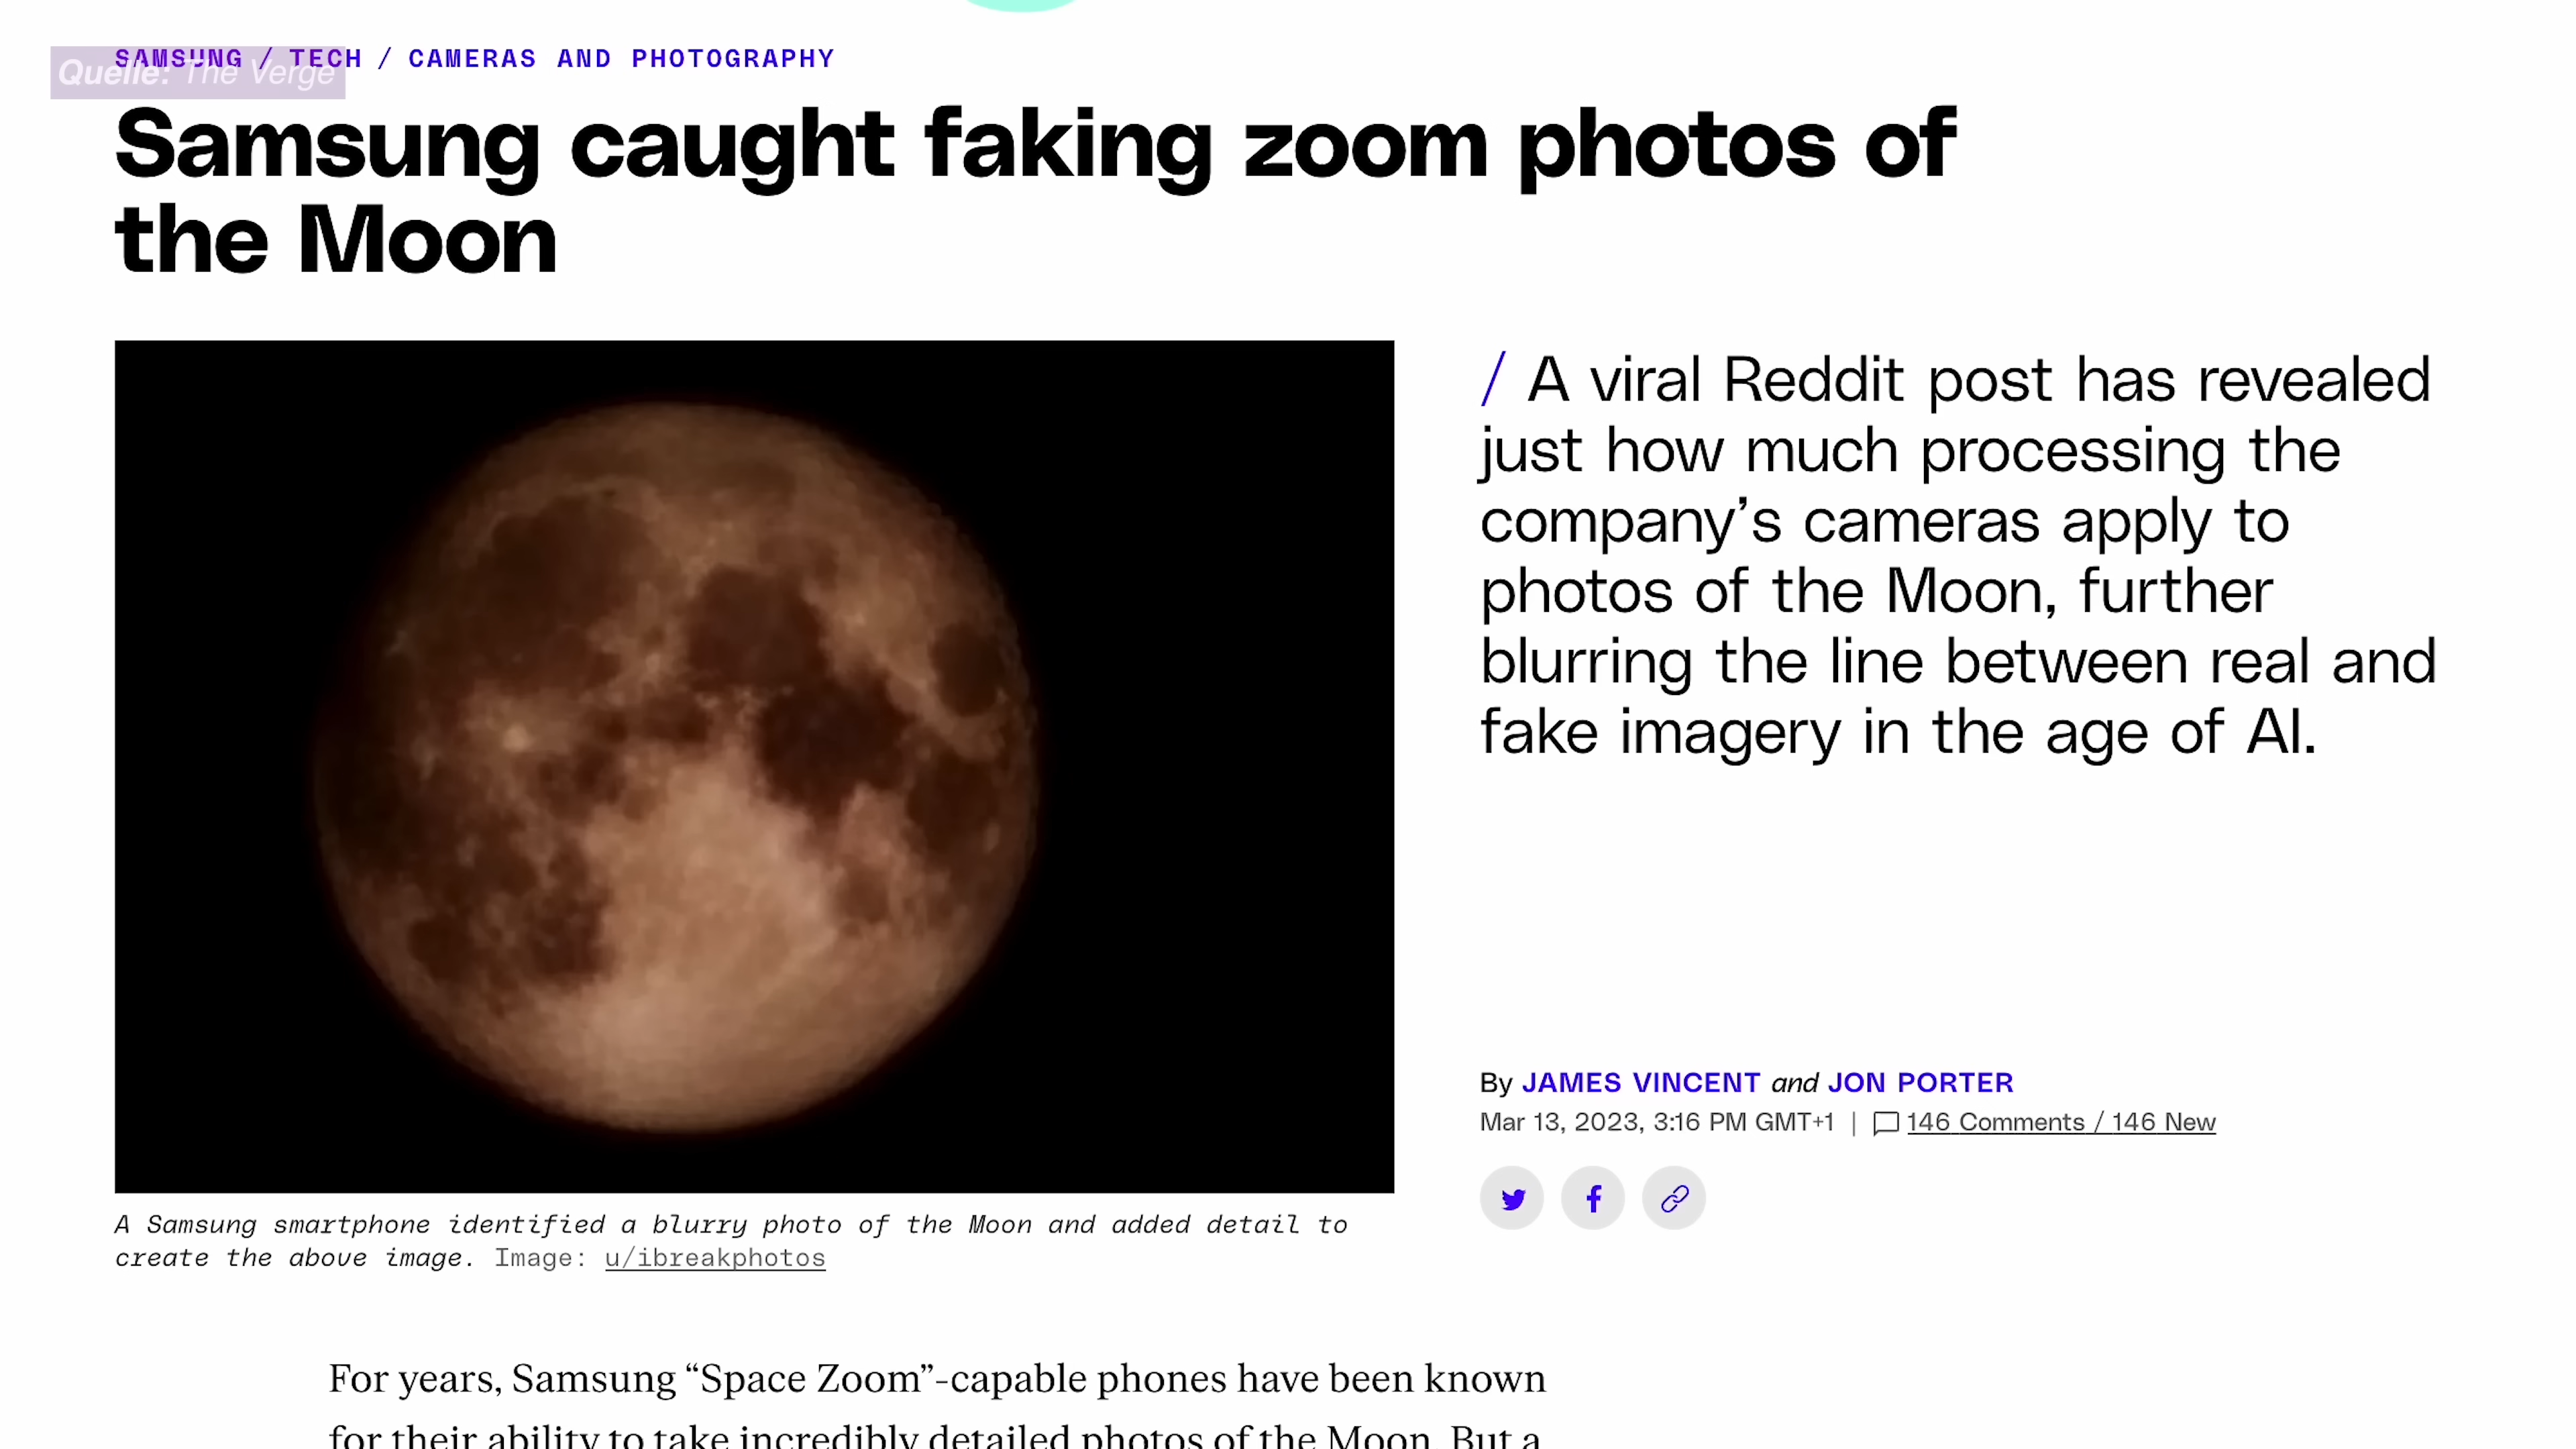 SAMSUNG / TECH / CAMERAS AND PHOTOGRAPHY
Quelle: The Verge
Samsung caught faking zoom photos of
the Moon
/ A viral Reddit post has revealed
just how much processing the
company’s cameras apply to
photos of the Moon, further
blurring the line between real and
fake imagery in the age of AI.
By JAMES VINCENT and JON PORTER
Mar 13, 2023, 3:16 PM GMT+1 | 146 Comments / 146 New
A Samsung smartphone identified a blurry photo of the Moon and added detail to
create the above image. Image: u/ibreakphotos
For years, Samsung “Space Zoom”-capable phones have been known
for their ability to take incredibly detailed photos of the Moon. But a